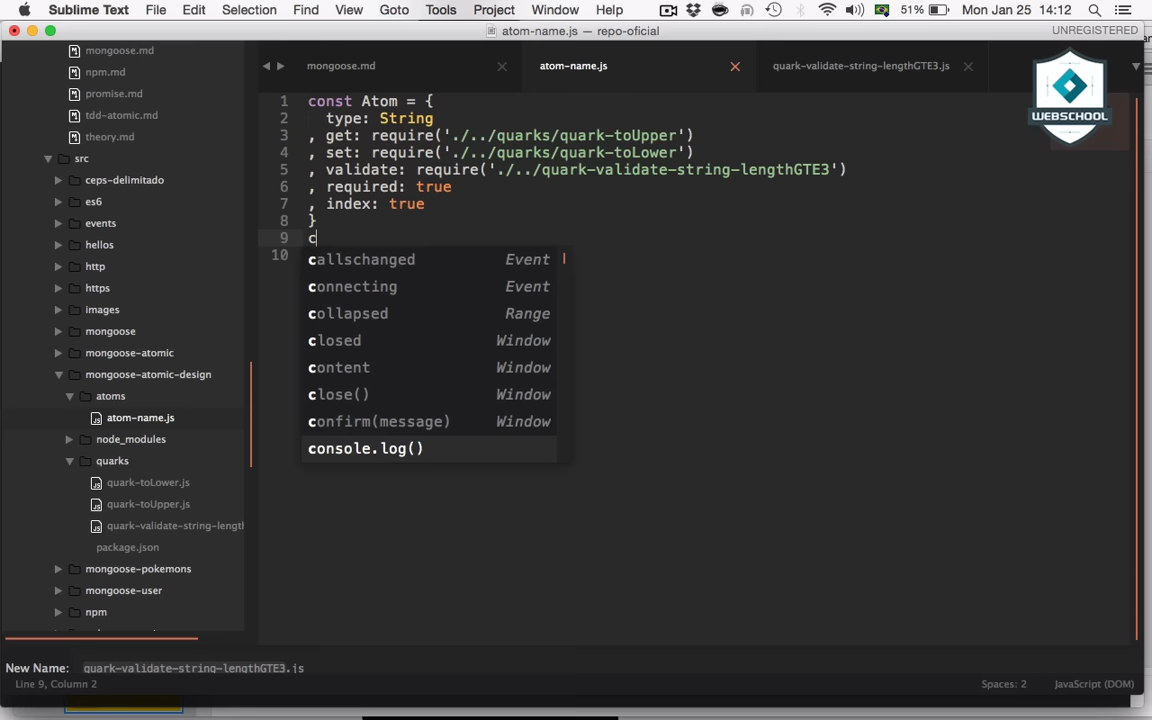 Sublime Text File Edit Selection Find View Goto Tools Project Window Help 51% Mon Jan 25 14:12
atom-name.js — repo-oficial UNREGISTERED
mongoose.md
npm.md
promise.md
tdd-atomic.md
theory.md
src
ceps-delimitado
es6
events
hellos
http
https
images
mongoose
mongoose-atomic
mongoose-atomic-design
atoms
atom-name.js
node_modules
quarks
quark-toLower.js
quark-toUpper.js
quark-validate-string-length
package.json
mongoose-pokemons
mongoose-user
npm
mongoose.md atom-name.js quark-validate-string-lengthGTE3.js
WEBSCHOOL
1 const Atom = {
2 type: String
3 , get: require('./../quarks/quark-toUpper')
4 , set: require('./../quarks/quark-toLower')
5 , validate: require('./../quark-validate-string-lengthGTE3')
6 , required: true
7 , index: true
8 }
9 c
10
callschanged Event
connecting Event
collapsed Range
closed Window
content Window
close() Window
confirm(message) Window
console.log()
New Name: quark-validate-string-lengthGTE3.js
Line 9, Column 2 Spaces: 2 JavaScript (DOM)